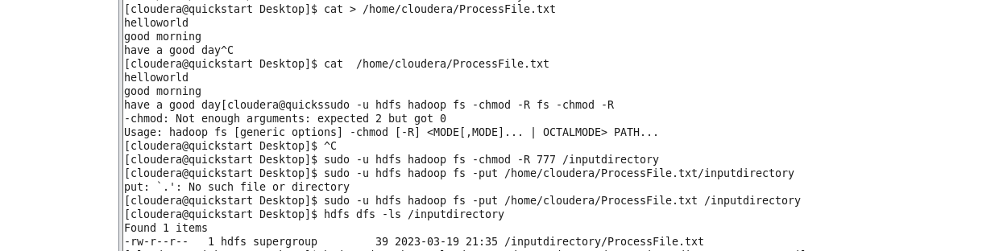 [cloudera@quickstart Desktop]$ cat > /home/cloudera/ProcessFile.txt
helloworld
good morning
have a good day^C
[cloudera@quickstart Desktop]$ cat  /home/cloudera/ProcessFile.txt
helloworld
good morning
have a good day[cloudera@quickssudo -u hdfs hadoop fs -chmod -R fs -chmod -R
-chmod: Not enough arguments: expected 2 but got 0
Usage: hadoop fs [generic options] -chmod [-R] <MODE[,MODE]... | OCTALMODE> PATH...
[cloudera@quickstart Desktop]$ ^C
[cloudera@quickstart Desktop]$ sudo -u hdfs hadoop fs -chmod -R 777 /inputdirectory
[cloudera@quickstart Desktop]$ sudo -u hdfs hadoop fs -put /home/cloudera/ProcessFile.txt/inputdirectory
put: `.': No such file or directory
[cloudera@quickstart Desktop]$ sudo -u hdfs hadoop fs -put /home/cloudera/ProcessFile.txt /inputdirectory
[cloudera@quickstart Desktop]$ hdfs dfs -ls /inputdirectory
Found 1 items
-rw-r--r--   1 hdfs supergroup         39 2023-03-19 21:35 /inputdirectory/ProcessFile.txt